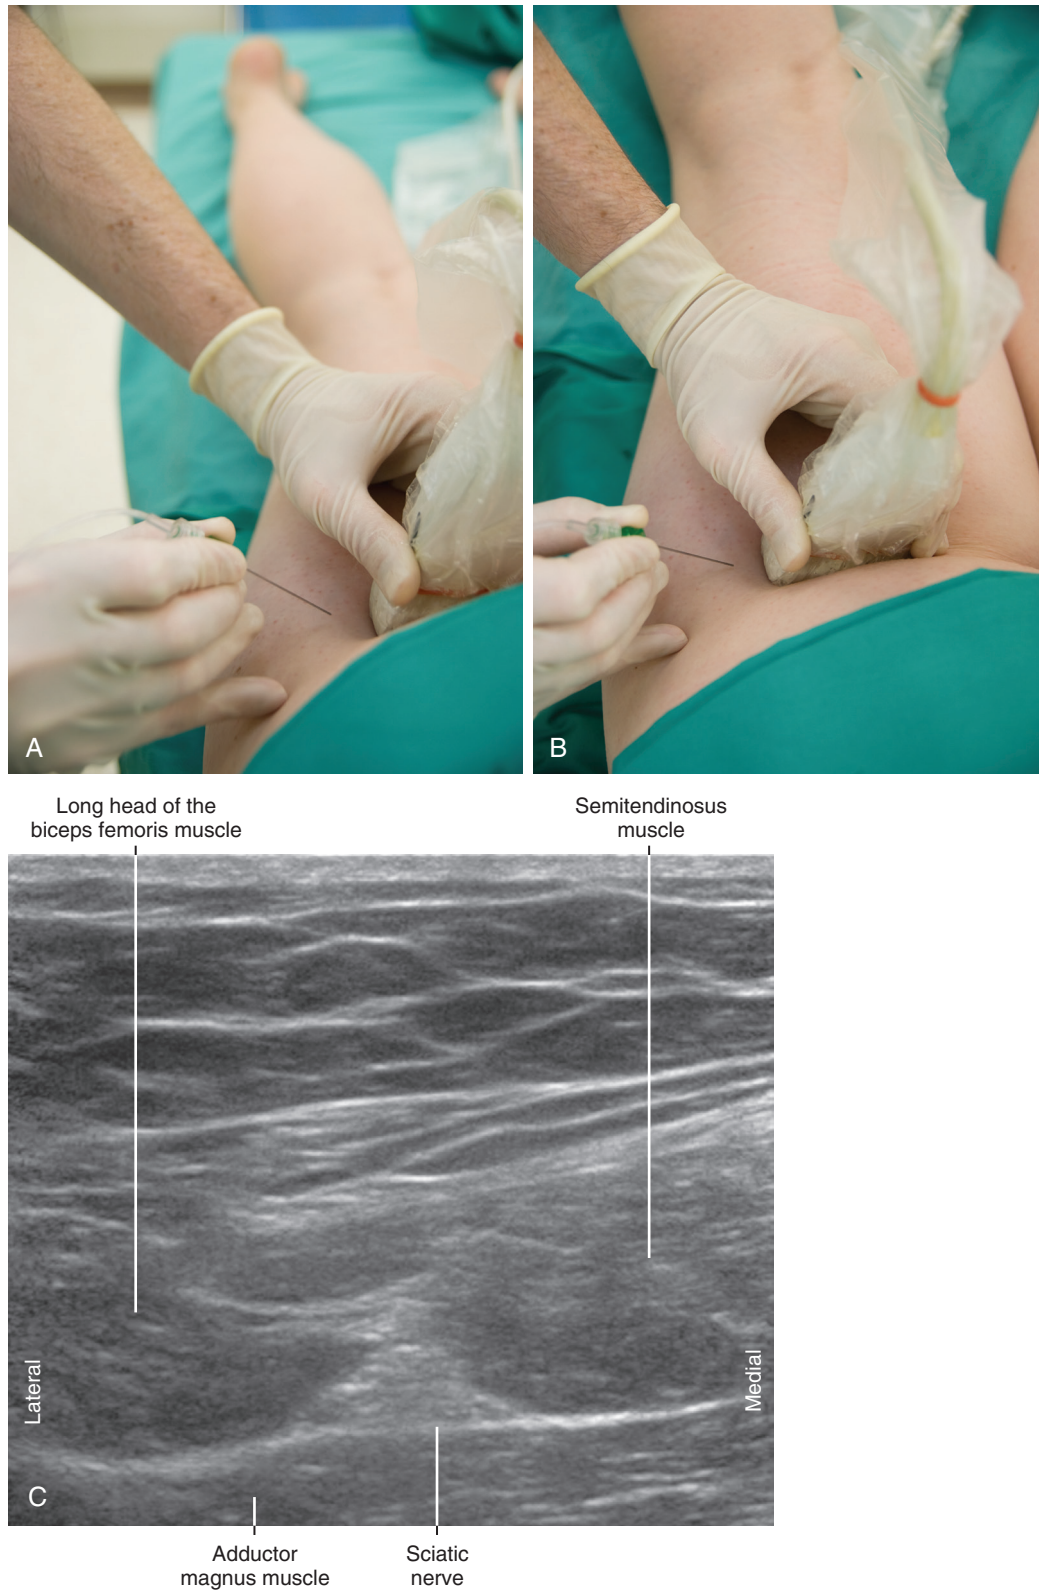 A
B
Long head of the
biceps femoris muscle
Semitendinosus
muscle
Lateral
Medial
C
Adductor
magnus muscle
Sciatic
nerve